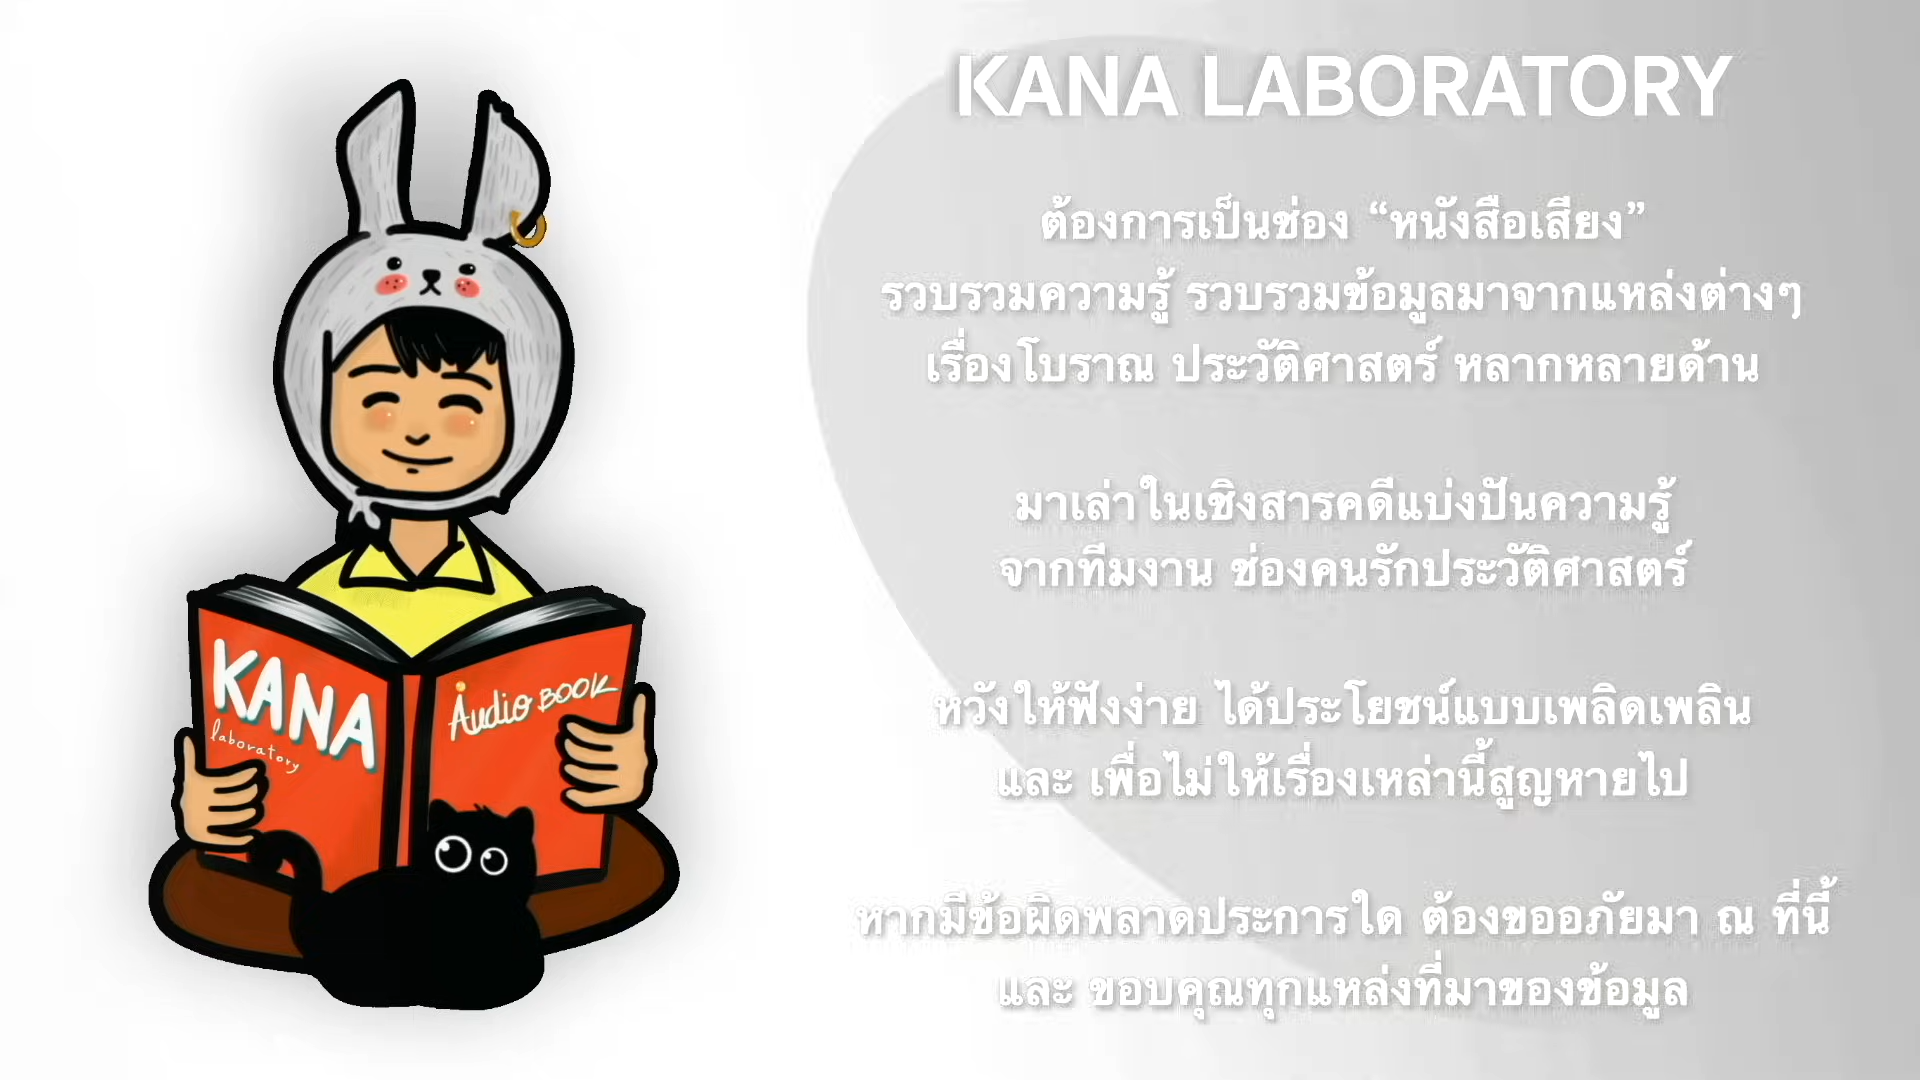 KANA LABORATORY
ต้องการเป็นช่อง “หนังสือเสียง”
รวบรวมความรู้ รวบรวมข้อมูลมาจากแหล่งต่างๆ
เรื่องโบราณ ประวัติศาสตร์ หลากหลายด้าน
มาเล่าในเชิงสารคดีแบ่งปันความรู้
จากทีมงาน ช่องคนรักประวัติศาสตร์
หวังให้ฟังง่าย ได้ประโยชน์แบบเพลิดเพลิน
และ เพื่อไม่ให้เรื่องเหล่านี้สูญหายไป
หากมีข้อผิดพลาดประการใด ต้องขออภัยมา ณ ที่นี้
และ ขอบคุณทุกแหล่งที่มาของข้อมูล
KANA
laboratory
Audio BOOK